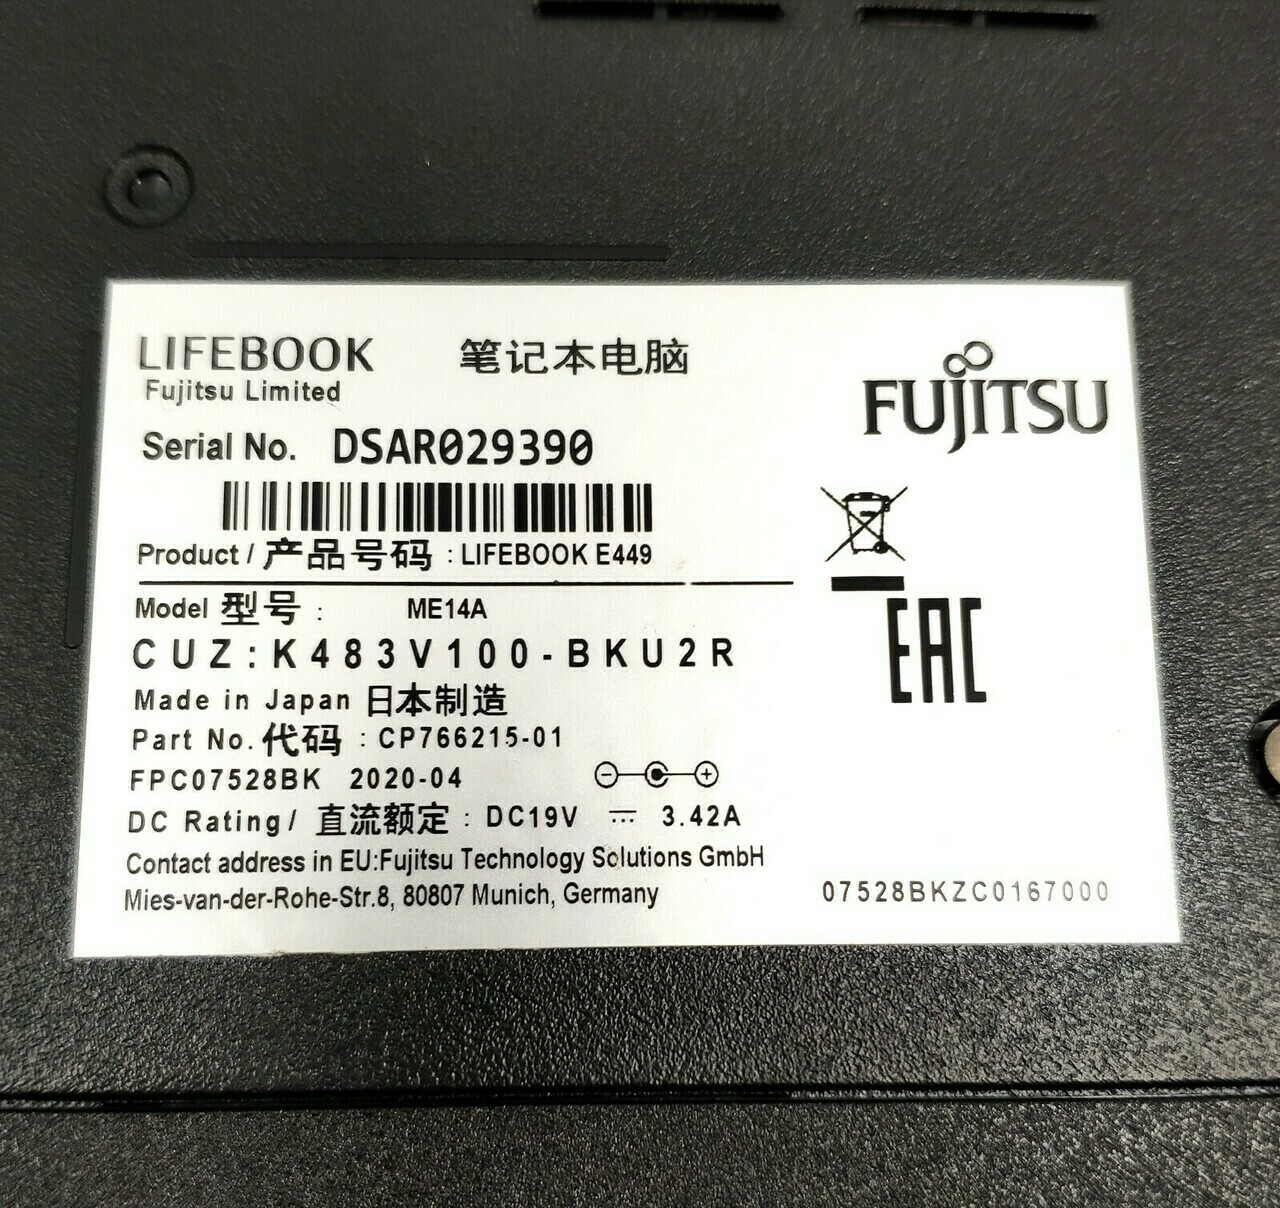 LIFEBOOK 笔记本电脑
Fujitsu Limited
FUJITSU
Serial No. DSAR029390
Product / 产品号码 : LIFEBOOK E449
Model 型号 : ME14A
CUZ:K483V100-BKU2R
EAC
Made in Japan 日本制造
Part No. 代码 : CP766215-01
FPC07528BK 2020-04
DC Rating/ 直流额定 : DC19V ⎓ 3.42A
Contact address in EU:Fujitsu Technology Solutions GmbH
Mies-van-der-Rohe-Str.8, 80807 Munich, Germany
07528BKZC0167000